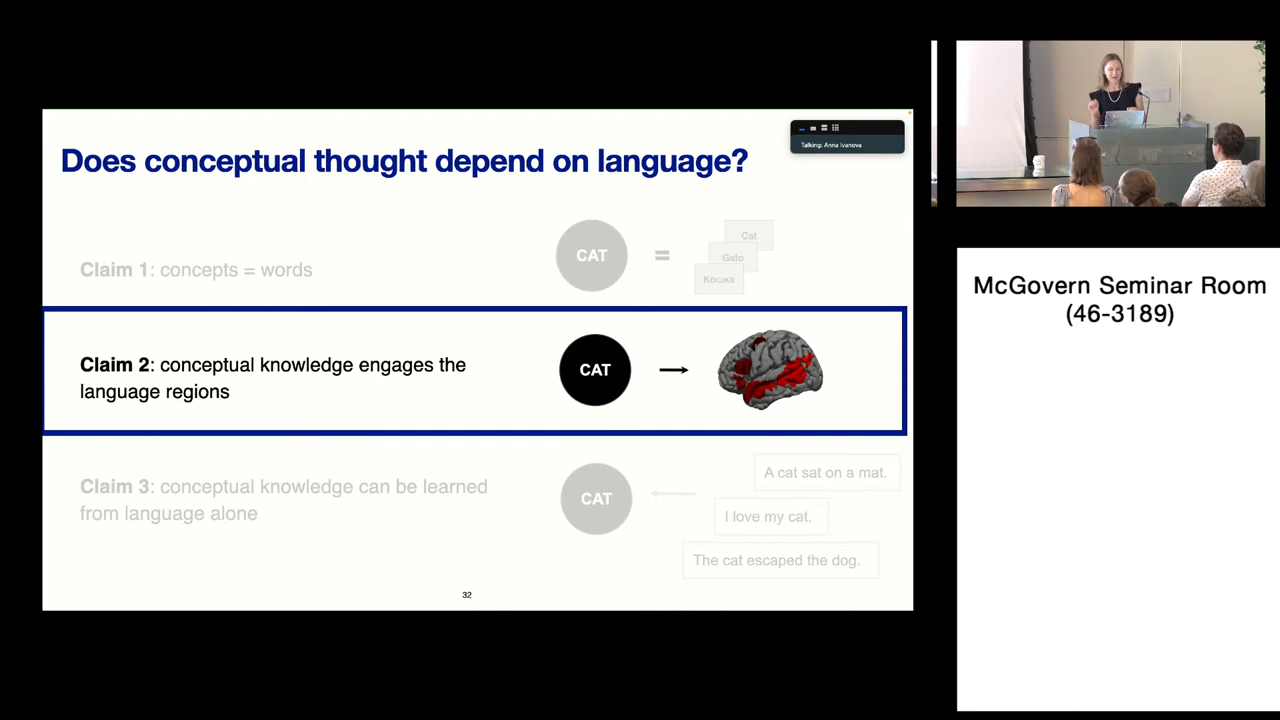 Does conceptual thought depend on language?
Talking: Anna Ivanova
Claim 1: concepts = words
CAT
=
Cat
Gato
Кошка
Claim 2: conceptual knowledge engages the
language regions
CAT
Claim 3: conceptual knowledge can be learned
from language alone
CAT
A cat sat on a mat.
I love my cat.
The cat escaped the dog.
32
McGovern Seminar Room
(46-3189)